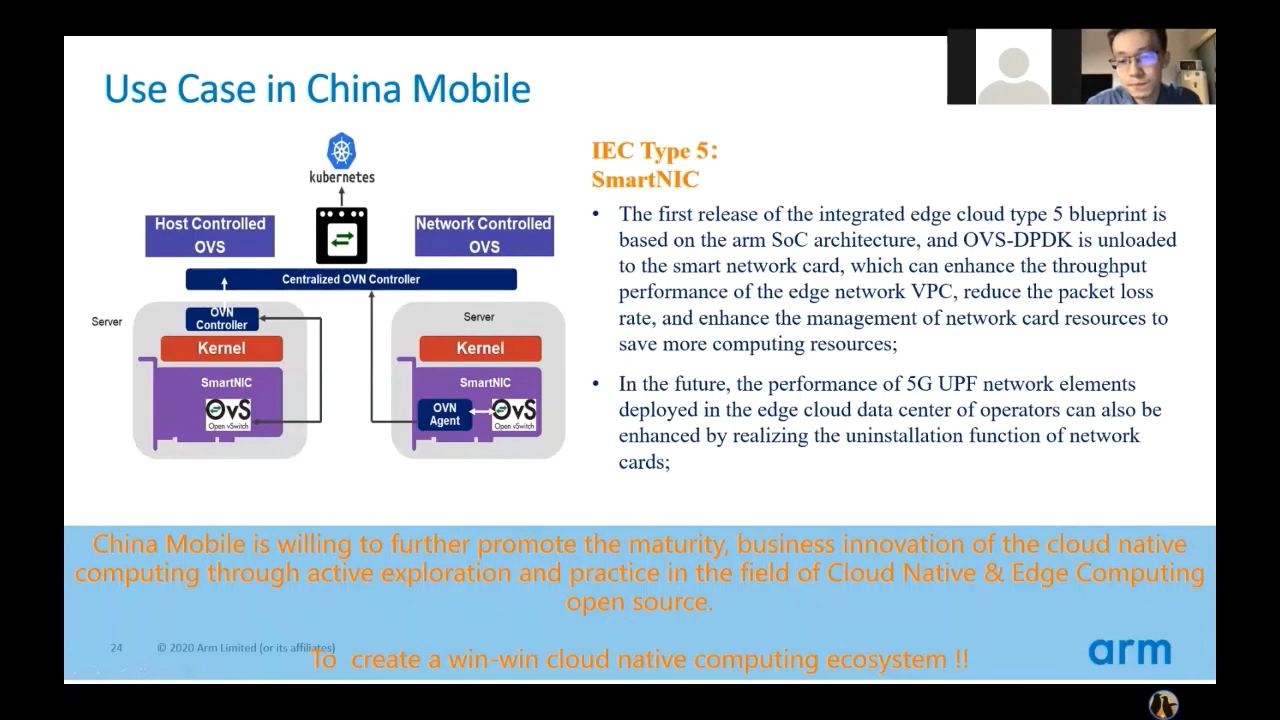 Use Case in China Mobile
kubernetes
Host Controlled
OVS
Network Controlled
OVS
Centralized OVN Controller
Server
OVN
Controller
Kernel
SmartNIC
OvS
Open vSwitch
Server
Kernel
SmartNIC
OVN
Agent
OvS
Open vSwitch
IEC Type 5:
SmartNIC
• The first release of the integrated edge cloud type 5 blueprint is
based on the arm SoC architecture, and OVS-DPDK is unloaded
to the smart network card, which can enhance the throughput
performance of the edge network VPC, reduce the packet loss
rate, and enhance the management of network card resources to
save more computing resources;
• In the future, the performance of 5G UPF network elements
deployed in the edge cloud data center of operators can also be
enhanced by realizing the uninstallation function of network
cards;
China Mobile is willing to further promote the maturity, business innovation of the cloud native
computing through active exploration and practice in the field of Cloud Native & Edge Computing
open source.
24 © 2020 Arm Limited (or its affiliates)
To create a win-win cloud native computing ecosystem !!
arm